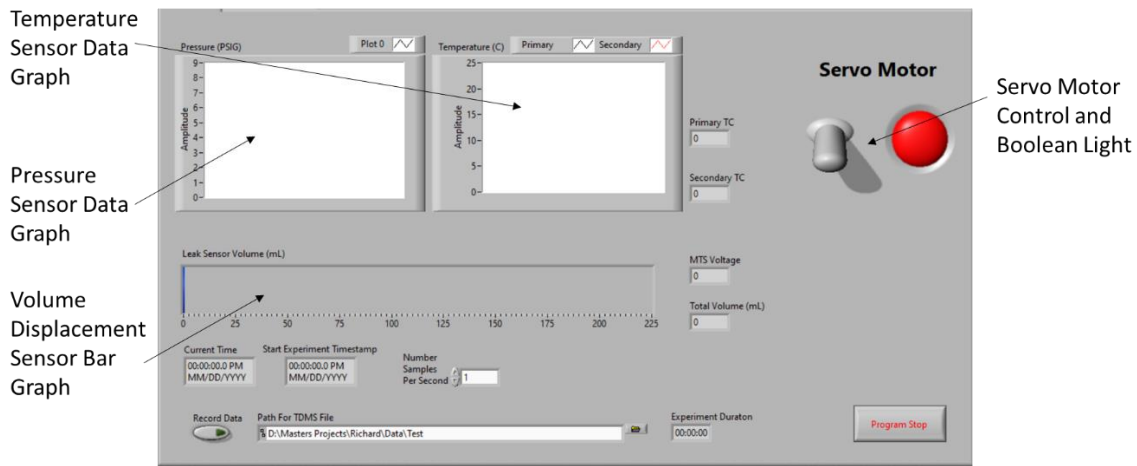 Temperature
Sensor Data
Graph
Pressure
Sensor Data
Graph
Volume
Displacement
Sensor Bar
Graph
Pressure (PSIG)
Plot 0
Amplitude
9
8
7
6
5
4
3
2
1
0
Temperature (C)
Primary
Secondary
Amplitude
25
20
15
10
5
0
Primary TC
0
Secondary TC
0
Servo Motor
Servo Motor
Control and
Boolean Light
Leak Sensor Volume (mL)
0 25 50 75 100 125 150 175 200 225
MTS Voltage
0
Total Volume (mL)
0
Current Time
00:00:00.0 PM
MM/DD/YYYY
Start Experiment Timestamp
00:00:00.0 PM
MM/DD/YYYY
Number
Samples
Per Second
1
Record Data
Path For TDMS File
D:\Masters Projects\Richard\Data\Test
Experiment Duraton
00:00:00
Program Stop